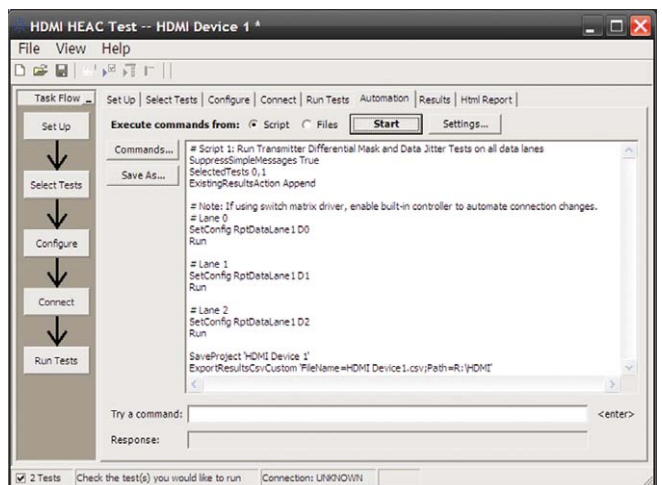 HDMI HEAC Test -- HDMI Device 1 *
File View Help
Task Flow
Set Up
Select Tests
Configure
Connect
Run Tests
Set Up Select Tests Configure Connect Run Tests Automation Results Html Report
Execute commands from: Script Files Start Settings...
Commands...
Save As...
# Script 1: Run Transmitter Differential Mask and Data Jitter Tests on all data lanes
SuppressSimpleMessages True
SelectedTests 0,1
ExistingResultsAction Append
# Note: If using switch matrix driver, enable built-in controller to automate connection changes.
# Lane 0
SetConfig RptDataLane1 D0
Run
# Lane 1
SetConfig RptDataLane1 D1
Run
# Lane 2
SetConfig RptDataLane1 D2
Run
SaveProject 'HDMI Device 1'
ExportResultsCsvCustom 'FileName=HDMI Device1.csv;Path=R:\HDMI'
Try a command: <enter>
Response:
2 Tests Check the test(s) you would like to run Connection: UNKNOWN